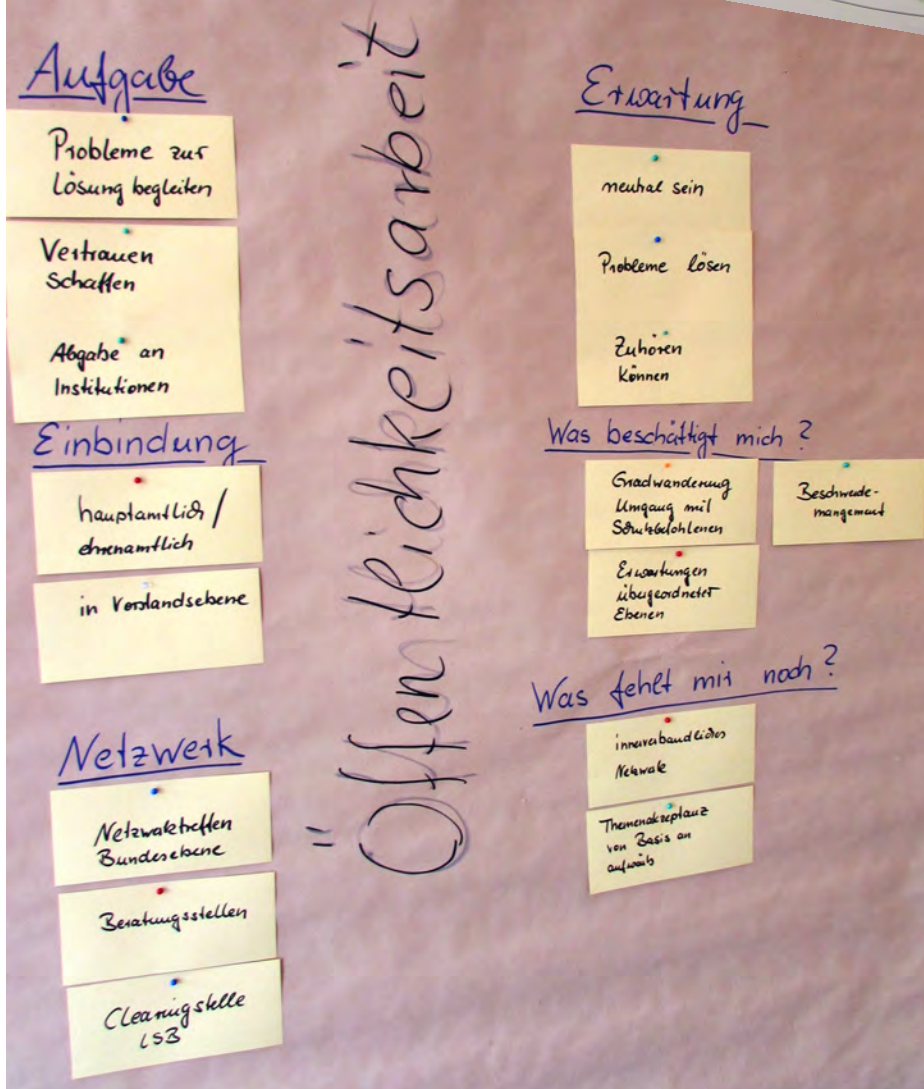 Aufgabe
Probleme zur
Lösung begleiten
Vertrauen
Schaffen
Abgabe an
Institutionen
Einbindung
hauptamtlich /
ehrenamtlich
in Vorstandsebene
Netzwerk
Netzwerktreffen
Bundesebene
Beratungsstellen
Clearingstelle
LSB
Öffentlichkeitsarbeit
Erwartung
neutral sein
Probleme lösen
Zuhören
Können
Was beschäftigt mich?
Gradwanderung
Umgang mit
Schutzbefohlenen
Erwartungen
übergeordneter
Ebenen
Beschwerde-
mangement
Was fehlt mir noch?
innerverbandliches
Netzwerk
Themenakzeptanz
von Basis an
aufwärts